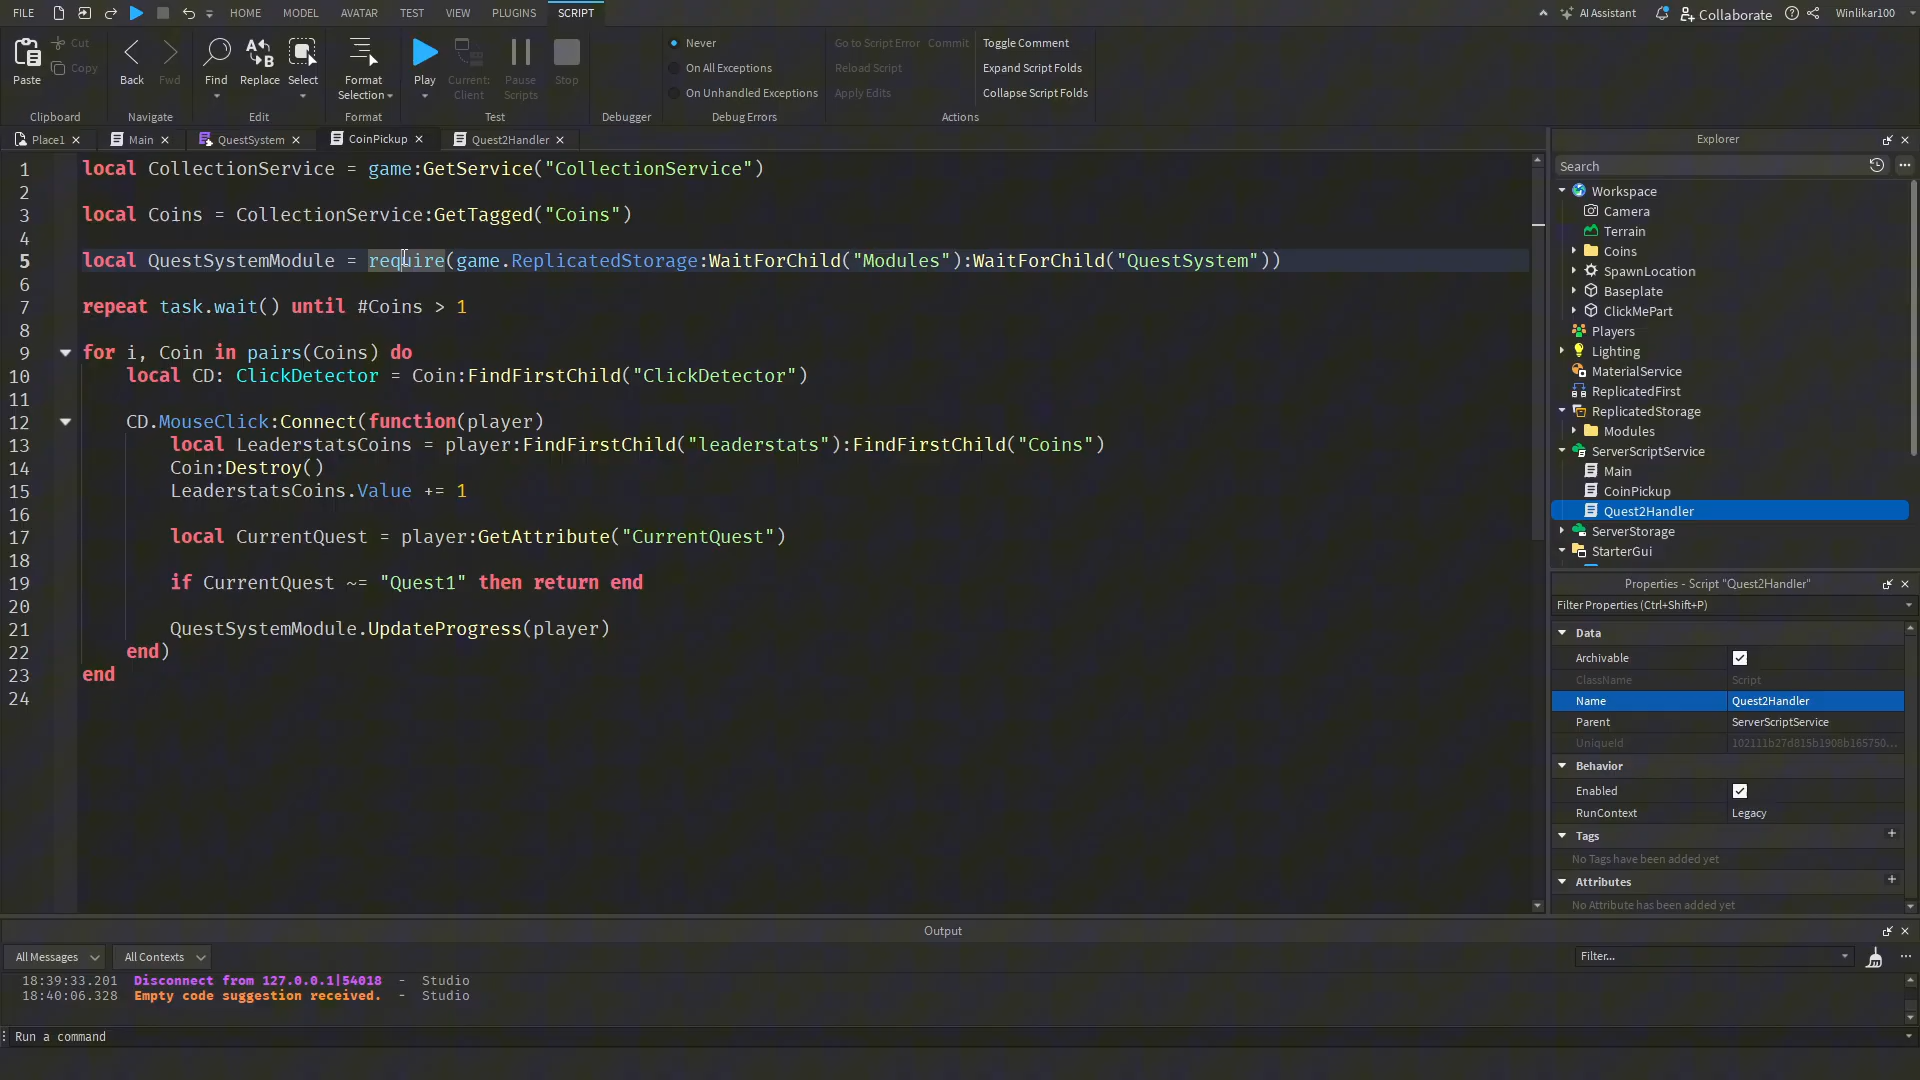 FILE HOME MODEL AVATAR TEST VIEW PLUGINS SCRIPT AI Assistant Collaborate Winlikar100
Paste Cut Copy Back Fwd Find Replace Select Format Selection Play Current: Client Pause Scripts Stop
Never
On All Exceptions
On Unhandled Exceptions
Go to Script Error Commit
Reload Script
Apply Edits
Toggle Comment
Expand Script Folds
Collapse Script Folds
Clipboard Navigate Edit Format Test Debugger Debug Errors Actions
Place1 Main QuestSystem CoinPickup Quest2Handler
1 local CollectionService = game:GetService("CollectionService")
2
3 local Coins = CollectionService:GetTagged("Coins")
4
5 local QuestSystemModule = require(game.ReplicatedStorage:WaitForChild("Modules"):WaitForChild("QuestSystem"))
6
7 repeat task.wait() until #Coins > 1
8
9 for i, Coin in pairs(Coins) do
10 local CD: ClickDetector = Coin:FindFirstChild("ClickDetector")
11
12 CD.MouseClick:Connect(function(player)
13 local LeaderstatsCoins = player:FindFirstChild("leaderstats"):FindFirstChild("Coins")
14 Coin:Destroy()
15 LeaderstatsCoins.Value += 1
16
17 local CurrentQuest = player:GetAttribute("CurrentQuest")
18
19 if CurrentQuest ~= "Quest1" then return end
20
21 QuestSystemModule.UpdateProgress(player)
22 end)
23 end
24
Explorer
Search
Workspace
Camera
Terrain
Coins
SpawnLocation
Baseplate
ClickMePart
Players
Lighting
MaterialService
ReplicatedFirst
ReplicatedStorage
Modules
ServerScriptService
Main
CoinPickup
Quest2Handler
ServerStorage
StarterGui
Properties - Script "Quest2Handler"
Filter Properties (Ctrl+Shift+P)
Data
Archivable
ClassName Script
Name Quest2Handler
Parent ServerScriptService
UniqueId 102111b27d815b1908b165750...
Behavior
Enabled
RunContext Legacy
Tags
No Tags have been added yet
Attributes
No Attribute has been added yet
Output
All Messages All Contexts Filter...
18:39:33.201 Disconnect from 127.0.0.1|54018 - Studio
18:40:06.328 Empty code suggestion received. - Studio
Run a command